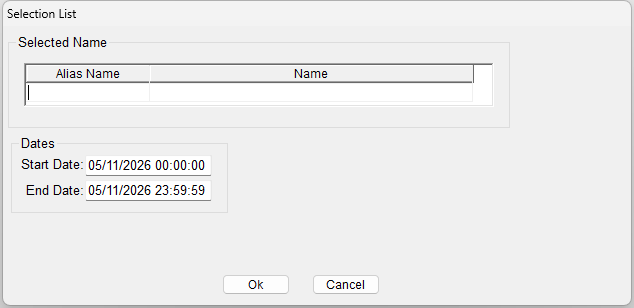 Selection List
Selected Name
Alias Name Name
Dates
Start Date: 05/11/2026 00:00:00
End Date: 05/11/2026 23:59:59
Ok Cancel